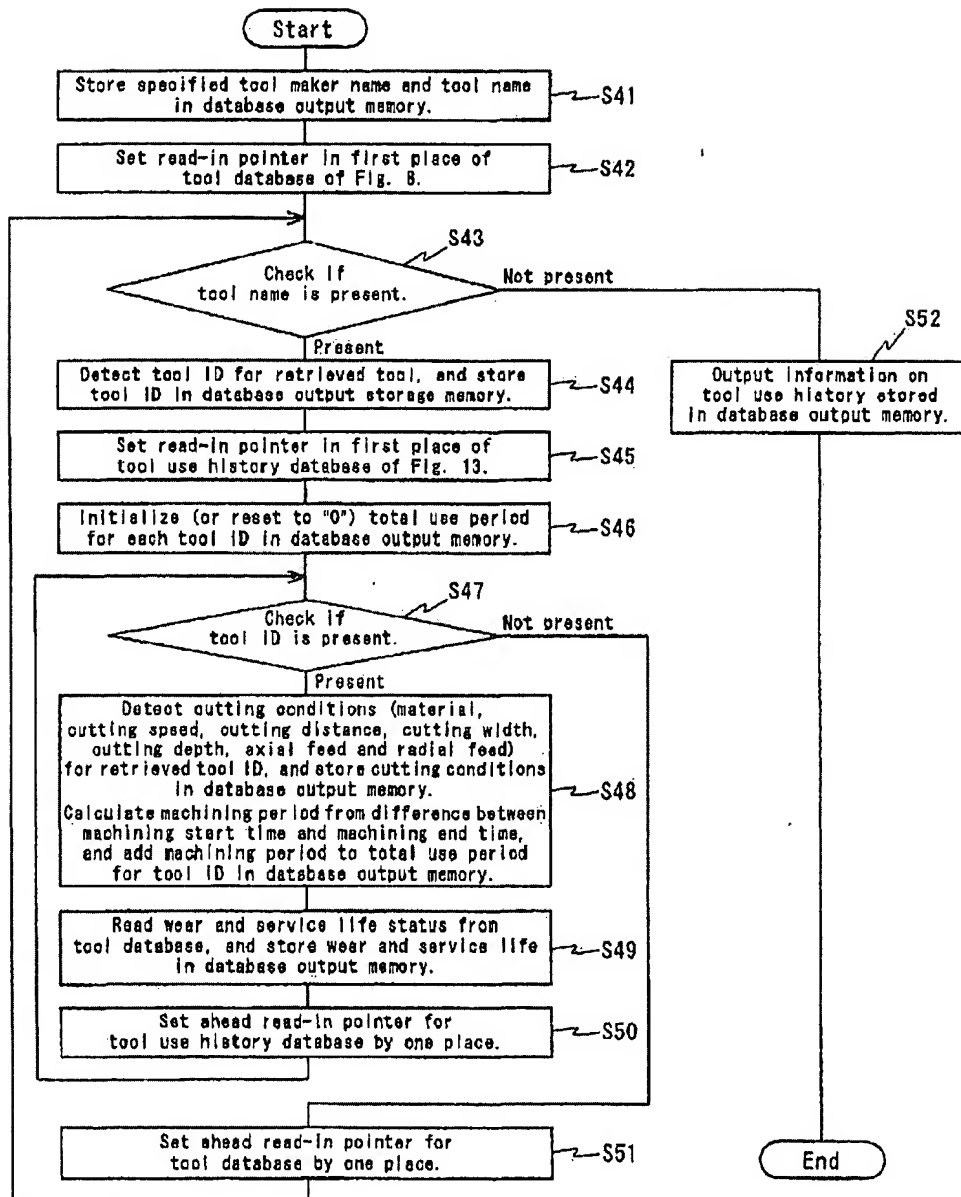 Start
Store specified tool maker name and tool name
in database output memory.
S41
Set read-in pointer in first place of
tool database of Fig. 8.
S42
S43
Check if
tool name is present.
Not present
Present
S52
Detect tool ID for retrieved tool, and store
tool ID in database output storage memory.
S44
Output information on
tool use history stored
in database output memory.
Set read-in pointer in first place of
tool use history database of Fig. 13.
S45
Initialize (or reset to "0") total use period
for each tool ID in database output memory.
S46
S47
Check if
tool ID is present.
Not present
Present
Detect cutting conditions (material,
cutting speed, cutting distance, cutting width,
cutting depth, axial feed and radial feed)
for retrieved tool ID, and store cutting conditions
in database output memory.
Calculate machining period from difference between
machining start time and machining end time,
and add machining period to total use period
for tool ID in database output memory.
S48
Read wear and service life status from
tool database, and store wear and service life
in database output memory.
S49
Set ahead read-in pointer for
tool use history database by one place.
S50
Set ahead read-in pointer for
tool database by one place.
S51
End